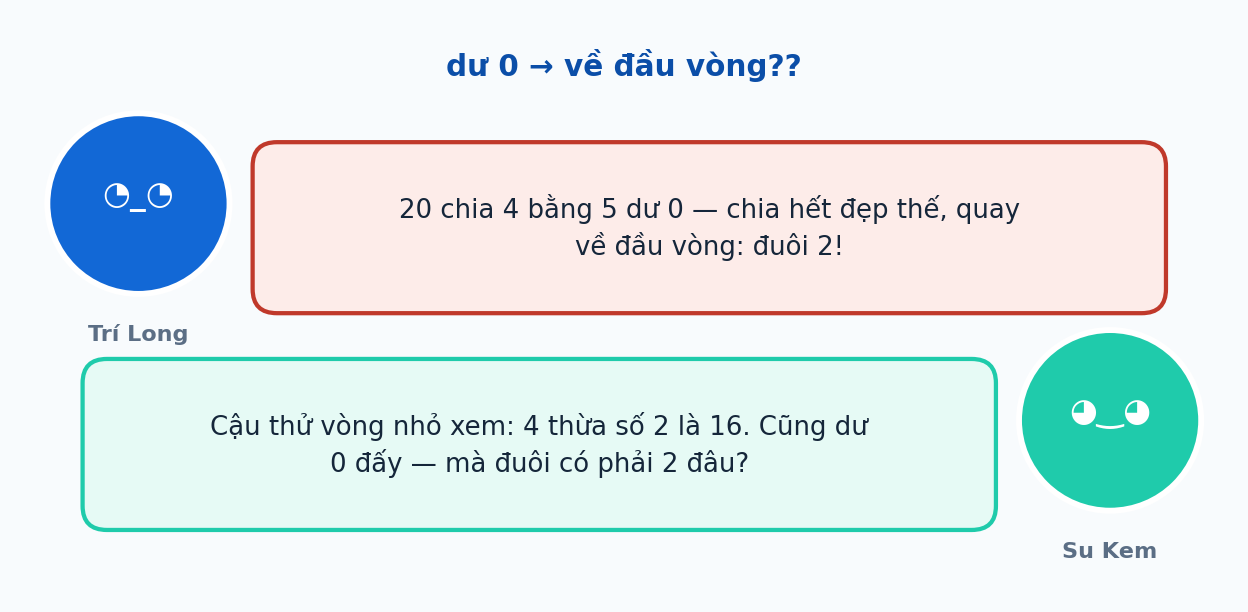 dư 0 → về đầu vòng??
20 chia 4 bằng 5 dư 0 — chia hết đẹp thế, quay
về đầu vòng: đuôi 2!
Trí Long
Cậu thử vòng nhỏ xem: 4 thừa số 2 là 16. Cũng dư
0 đấy — mà đuôi có phải 2 đâu?
Su Kem